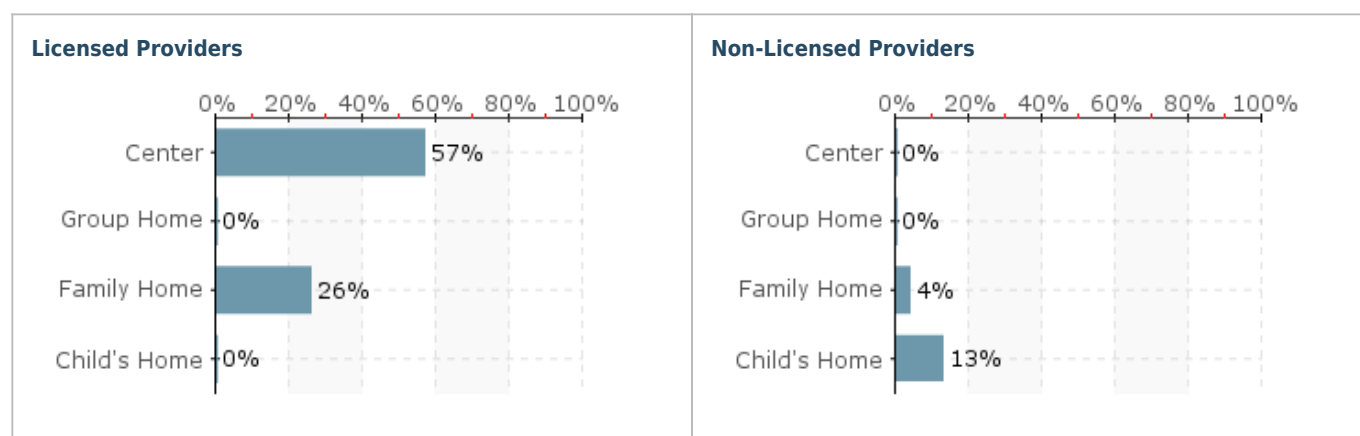 Licensed Providers
0% 20% 40% 60% 80% 100%
Center 57%
Group Home 0%
Family Home 26%
Child's Home 0%
Non-Licensed Providers
0% 20% 40% 60% 80% 100%
Center 0%
Group Home 0%
Family Home 4%
Child's Home 13%